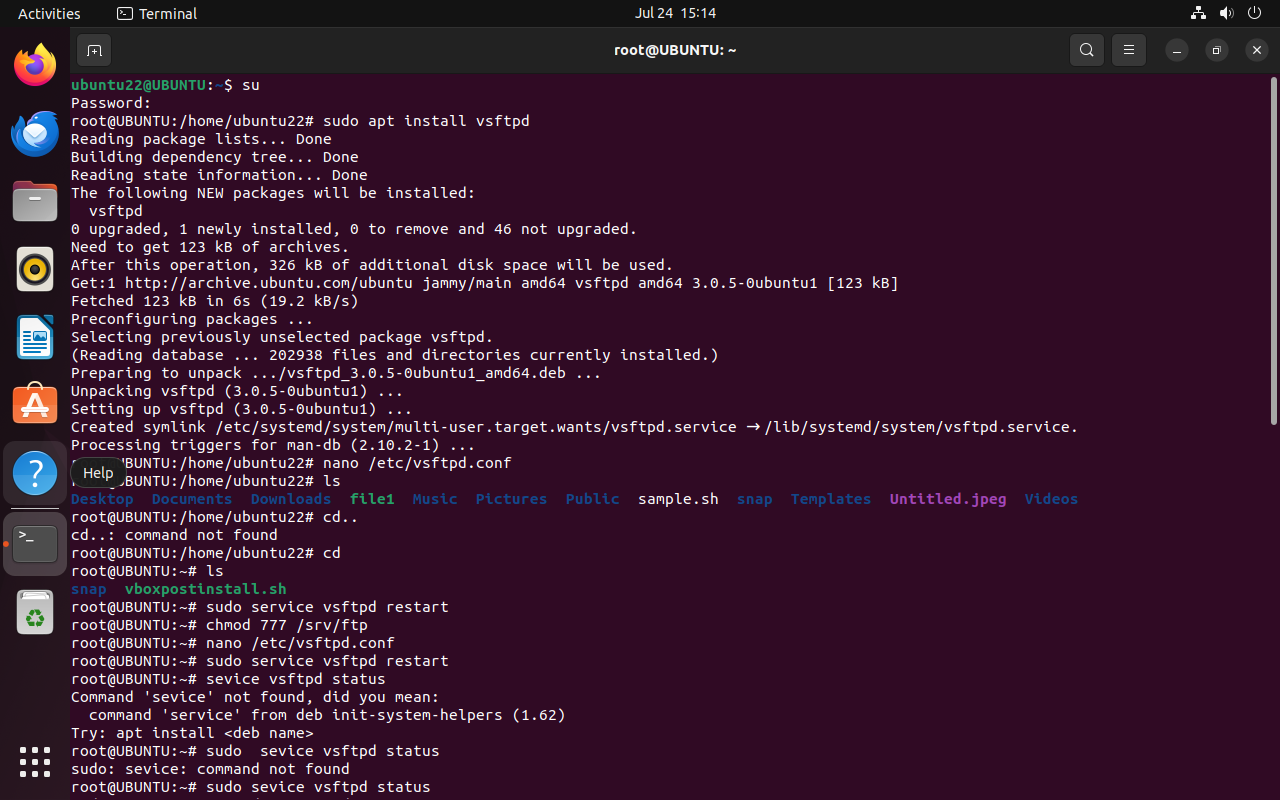 Activities
Terminal
Jul 24 15:14
root@UBUNTU: ~
ubuntu22@UBUNTU:~$ su
Password:
root@UBUNTU:/home/ubuntu22# sudo apt install vsftpd
Reading package lists... Done
Building dependency tree... Done
Reading state information... Done
The following NEW packages will be installed:
  vsftpd
0 upgraded, 1 newly installed, 0 to remove and 46 not upgraded.
Need to get 123 kB of archives.
After this operation, 326 kB of additional disk space will be used.
Get:1 http://archive.ubuntu.com/ubuntu jammy/main amd64 vsftpd amd64 3.0.5-0ubuntu1 [123 kB]
Fetched 123 kB in 6s (19.2 kB/s)
Preconfiguring packages ...
Selecting previously unselected package vsftpd.
(Reading database ... 202938 files and directories currently installed.)
Preparing to unpack .../vsftpd_3.0.5-0ubuntu1_amd64.deb ...
Unpacking vsftpd (3.0.5-0ubuntu1) ...
Setting up vsftpd (3.0.5-0ubuntu1) ...
Created symlink /etc/systemd/system/multi-user.target.wants/vsftpd.service → /lib/systemd/system/vsftpd.service.
Processing triggers for man-db (2.10.2-1) ...
UBUNTU:/home/ubuntu22# nano /etc/vsftpd.conf
Help
UBUNTU:/home/ubuntu22# ls
Desktop  Documents  Downloads  file1  Music  Pictures  Public  sample.sh  snap  Templates  Untitled.jpeg  Videos
root@UBUNTU:/home/ubuntu22# cd..
cd..: command not found
root@UBUNTU:/home/ubuntu22# cd
root@UBUNTU:~# ls
snap  vboxpostinstall.sh
root@UBUNTU:~# sudo service vsftpd restart
root@UBUNTU:~# chmod 777 /srv/ftp
root@UBUNTU:~# nano /etc/vsftpd.conf
root@UBUNTU:~# sudo service vsftpd restart
root@UBUNTU:~# sevice vsftpd status
Command 'sevice' not found, did you mean:
  command 'service' from deb init-system-helpers (1.62)
Try: apt install <deb name>
root@UBUNTU:~# sudo  sevice vsftpd status
sudo: sevice: command not found
root@UBUNTU:~# sudo sevice vsftpd status